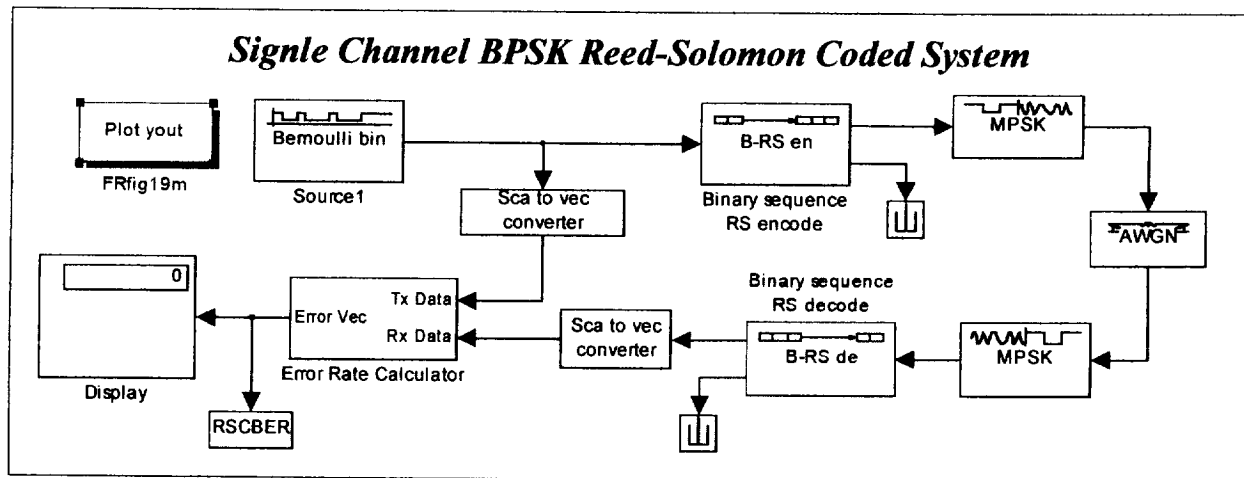 Signle Channel BPSK Reed-Solomon Coded System
Plot yout
FRfig19m
Bernoulli bin
Source1
Sca to vec
converter
B-RS en
Binary sequence
RS encode
MPSK
AWGN
MPSK
Binary sequence
RS decode
B-RS de
Sca to vec
converter
Tx Data
Error Vec
Rx Data
Error Rate Calculator
0
Display
RSCBER